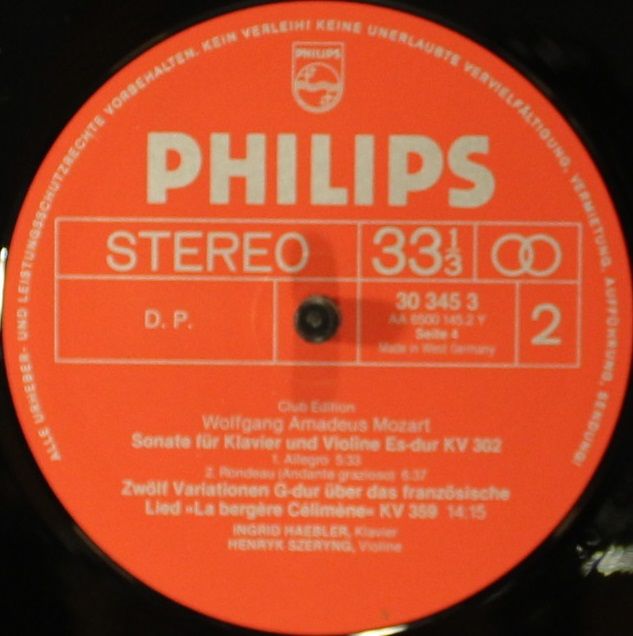 ALLE URHEBER- UND LEISTUNGSSCHUTZRECHTE VORBEHALTEN. KEIN VERLEIH! KEINE UNERLAUBTE VERVIELFÄLTIGUNG, VERMIETUNG, AUFFÜHRUNG, SENDUNG!
PHILIPS
PHILIPS
STEREO
33 1/3
D. P.
30 345 3
AA 6500 145.2 Y
Seite 4
Made in West Germany
2
Club Edition
Wolfgang Amadeus Mozart
Sonate für Klavier und Violine Es-dur KV 302
1. Allegro 5:33
2. Rondeau (Andante grazioso) 6:37
Zwölf Variationen G-dur über das französische
Lied »La bergère Célimène« KV 359 14:15
INGRID HAEBLER, Klavier
HENRYK SZERYNG, Violine